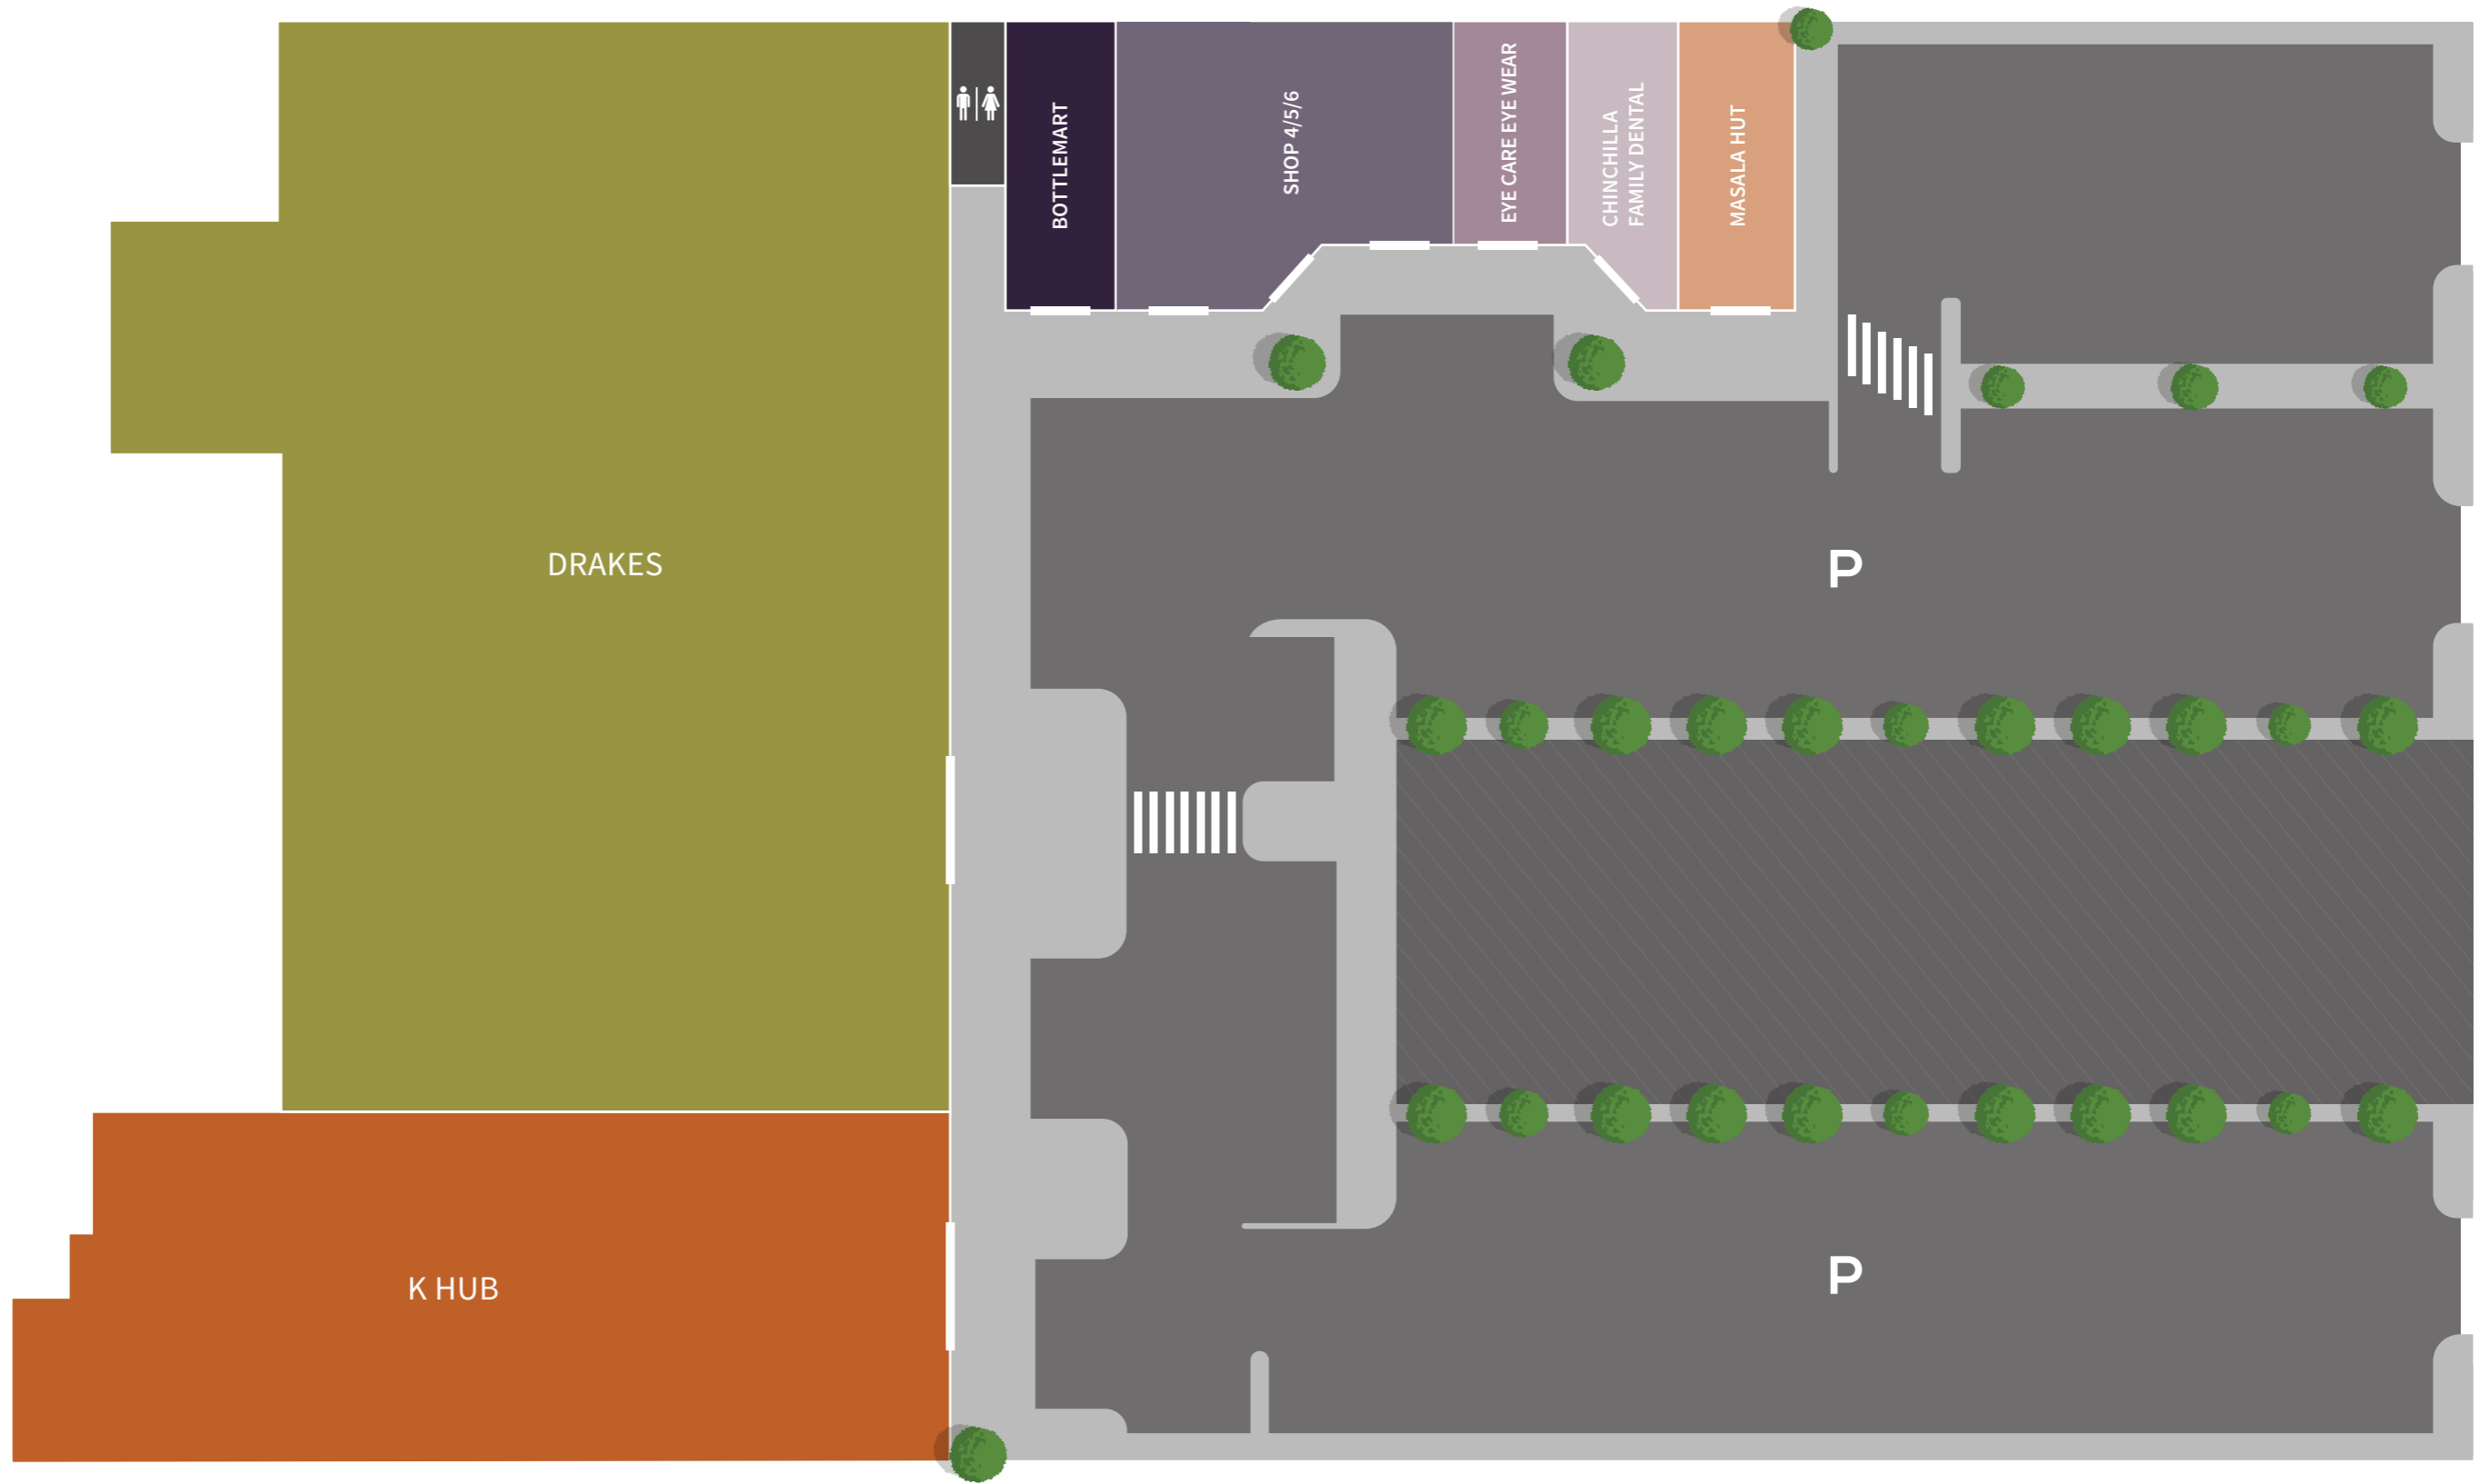 BOTTLEMART
SHOP 4/5/6
EYE CARE EYE WEAR
CHINCHILLA
FAMILY DENTAL
MASALA HUT
DRAKES
P
K HUB
P